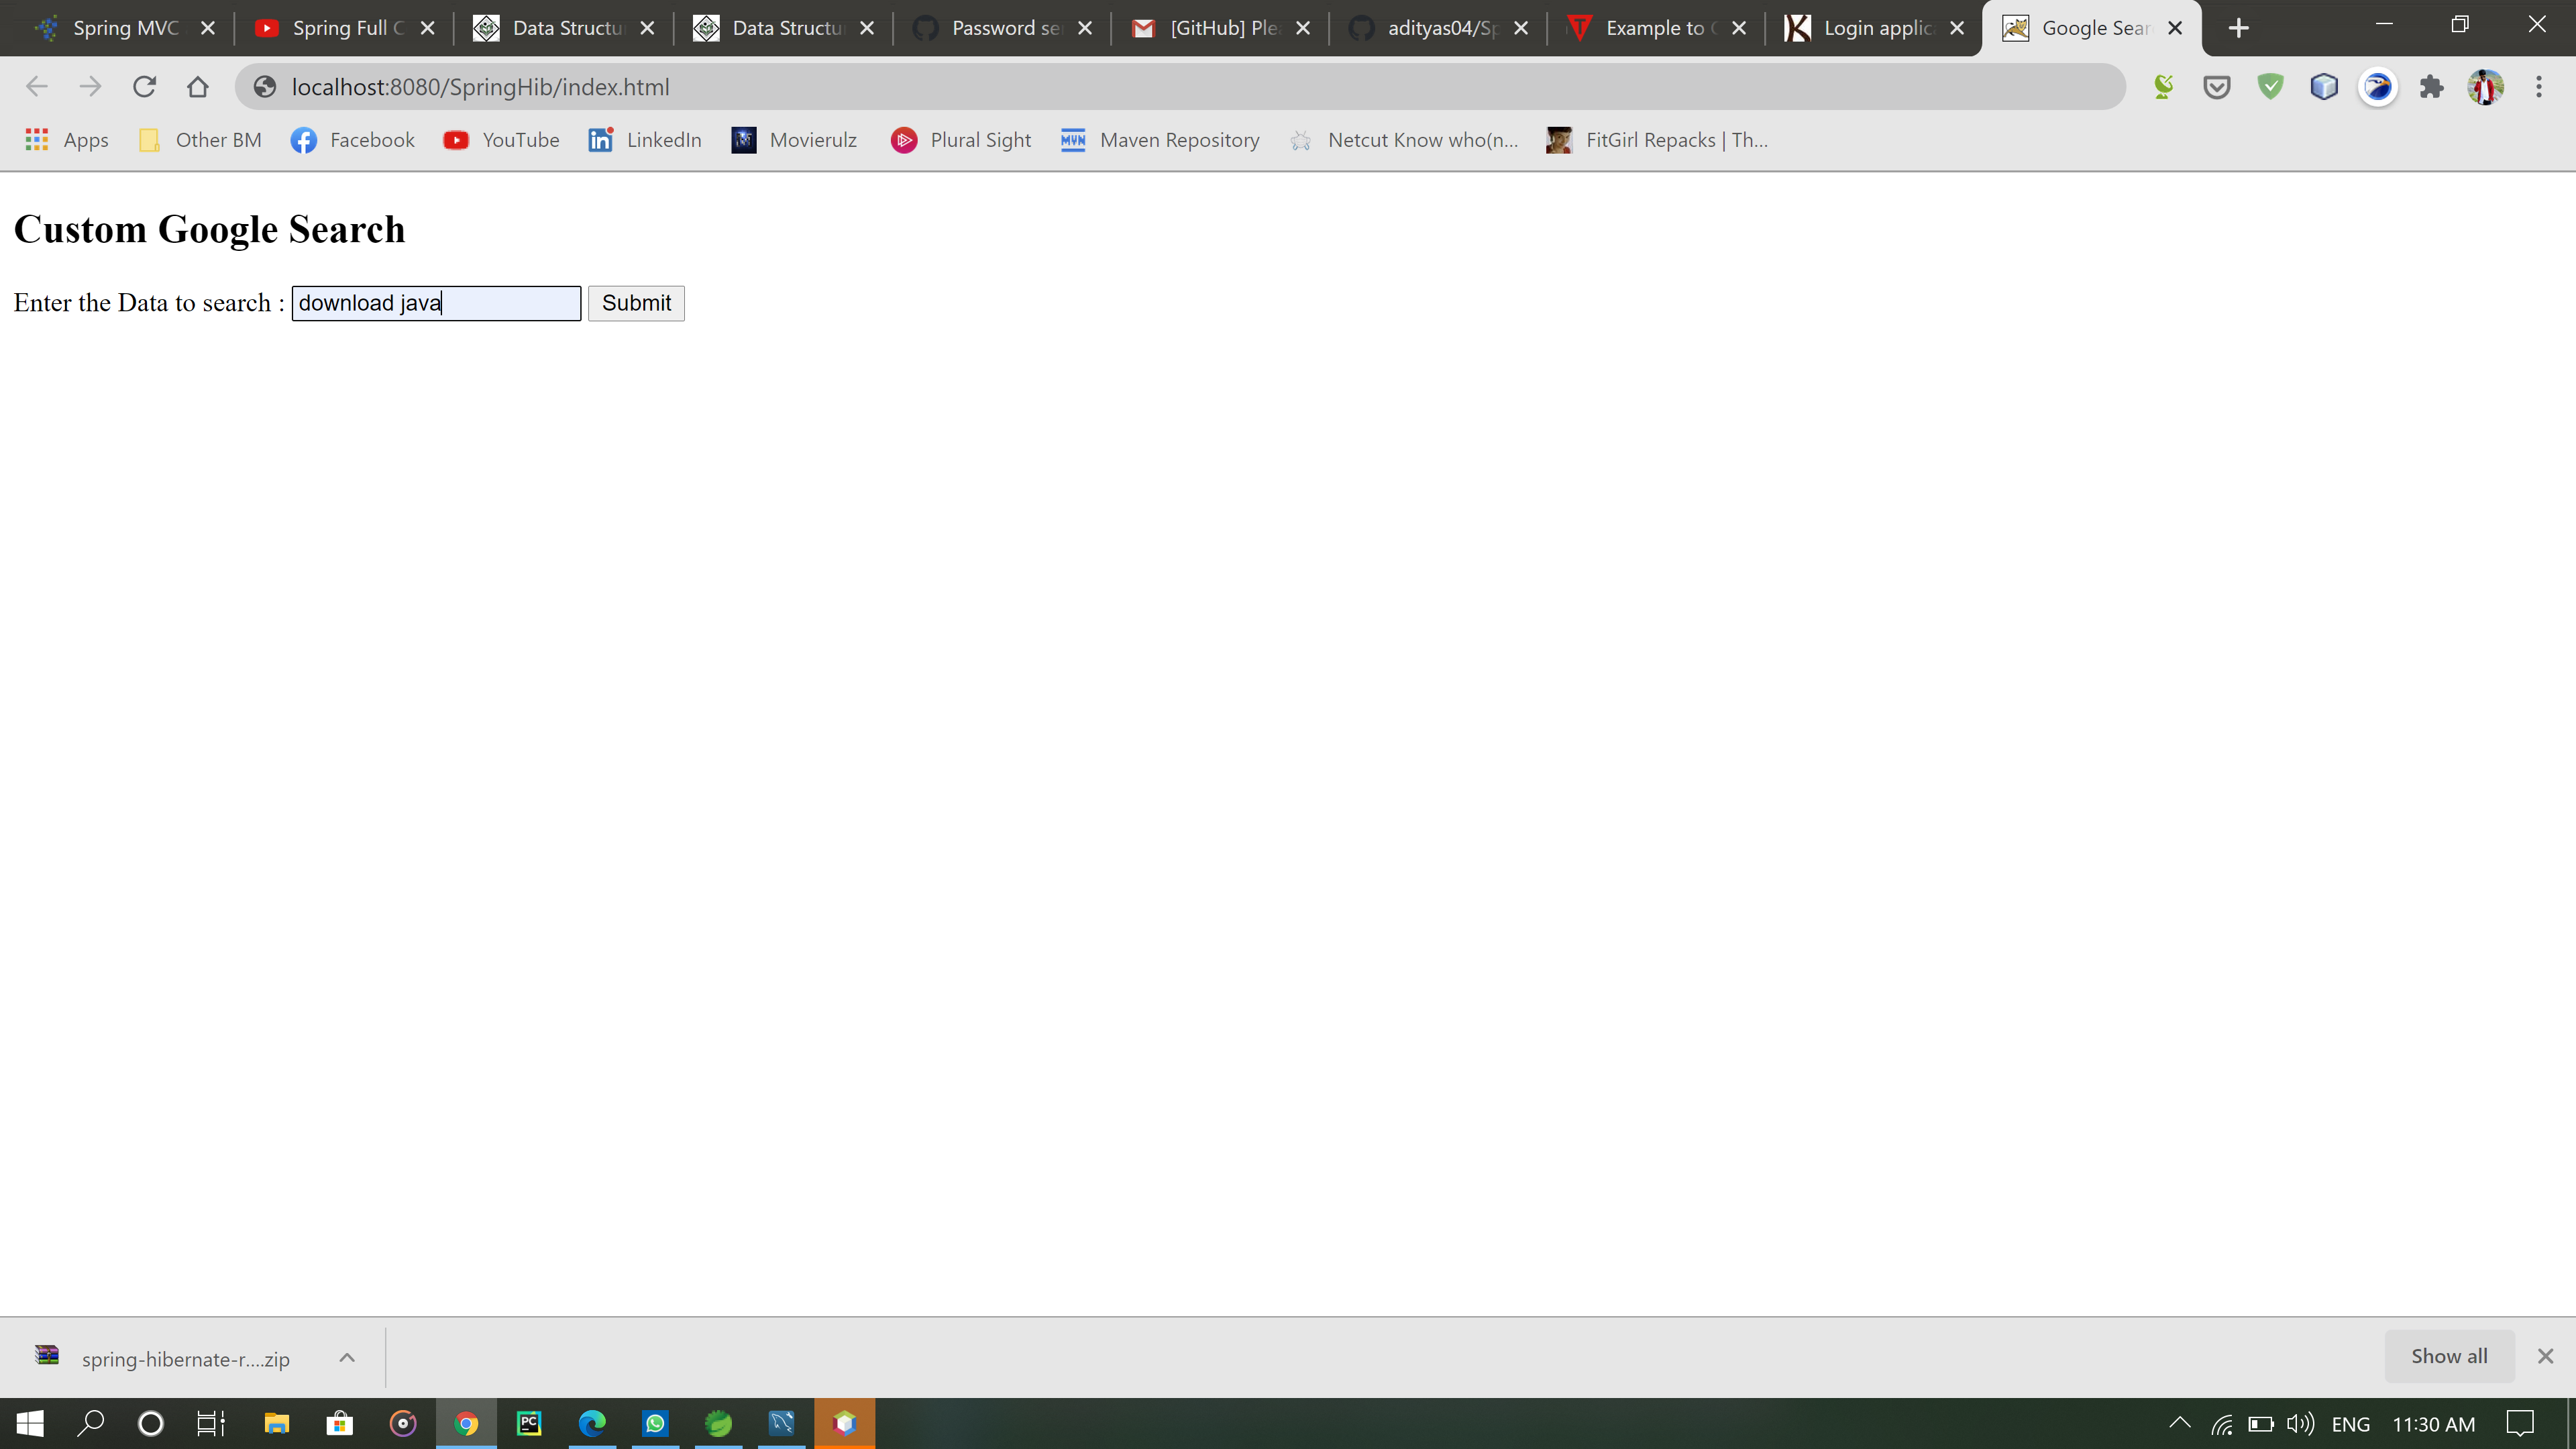 Spring MVC
Spring Full C
Data Structu
Data Structu
Password se
[GitHub] Plea
adityas04/Sp
Example to C
Login applic
Google Sear
localhost:8080/SpringHib/index.html
Apps
Other BM
Facebook
YouTube
LinkedIn
Movierulz
Plural Sight
MVN
Maven Repository
Netcut Know who(n...
FitGirl Repacks | Th...
Custom Google Search
Enter the Data to search : download java Submit
spring-hibernate-r....zip
Show all
PC
ENG
11:30 AM